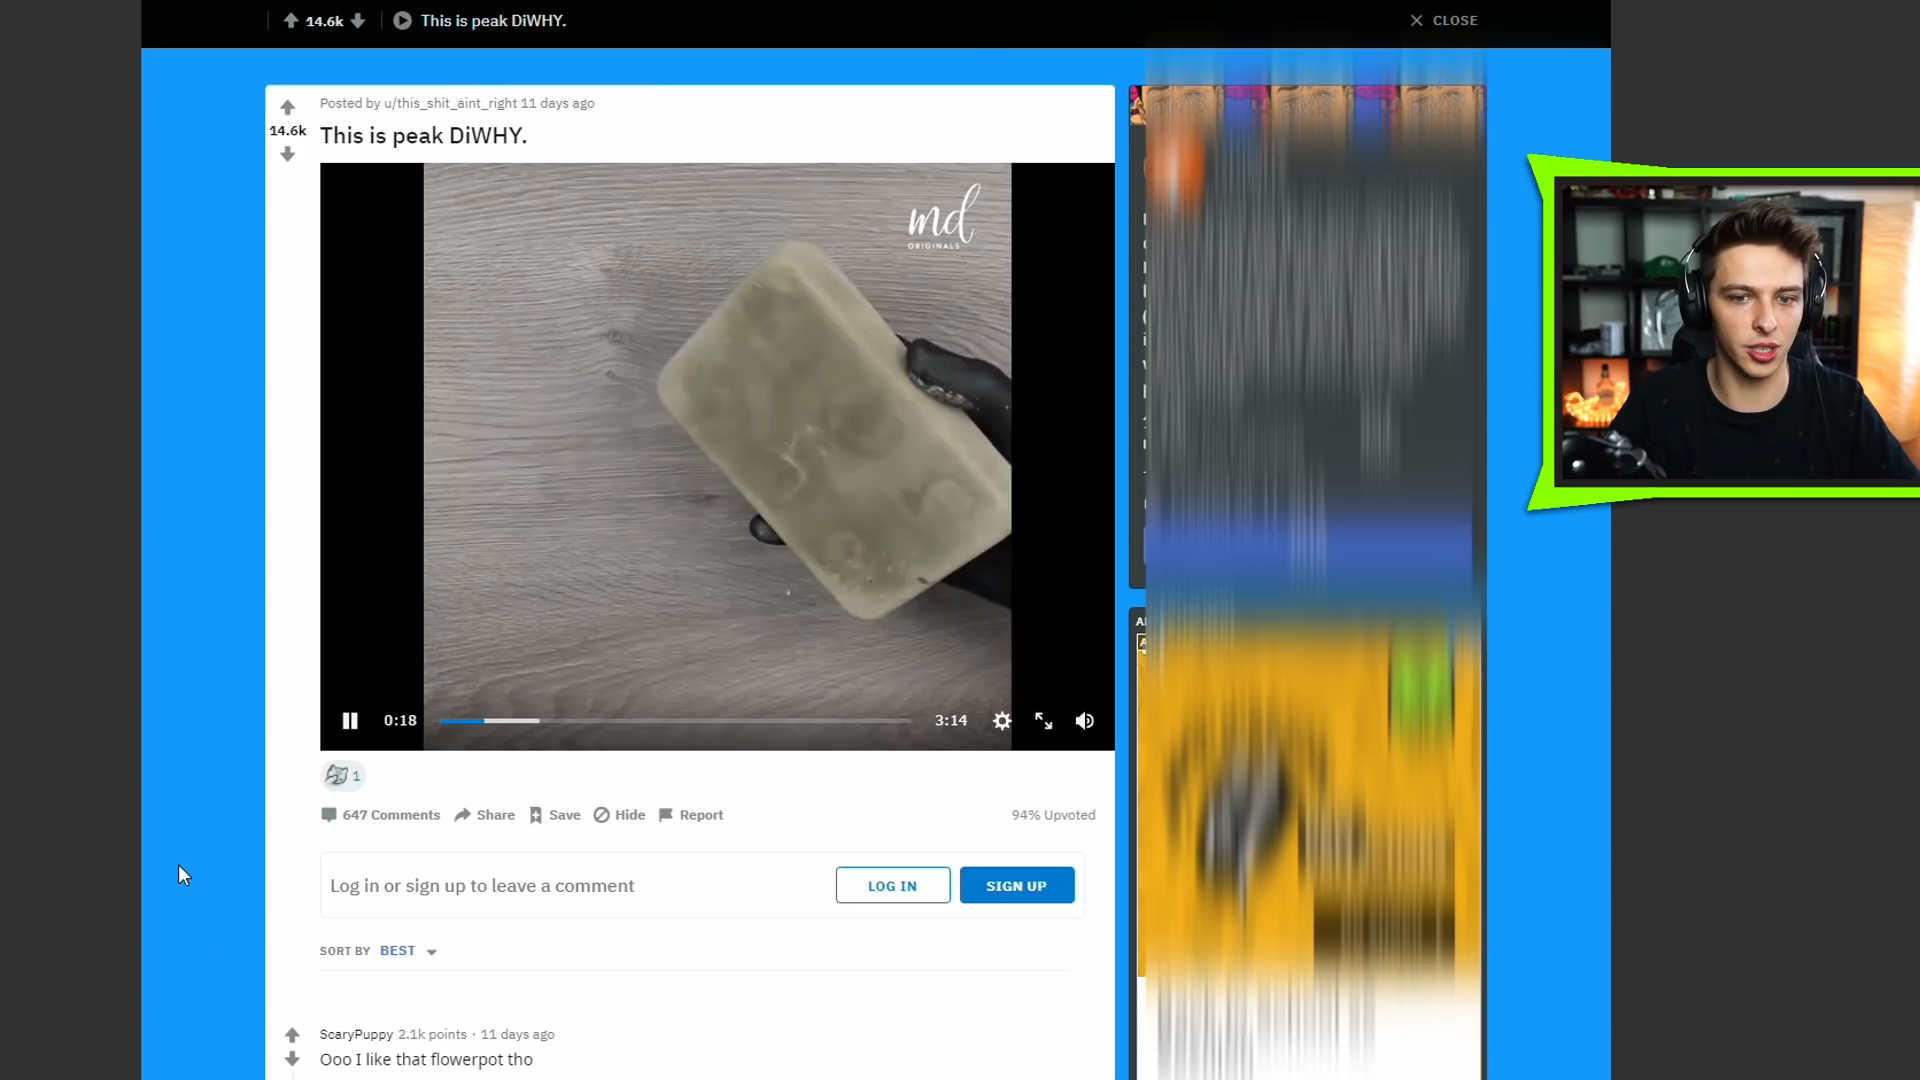 14.6k This is peak DiWHY. CLOSE
Posted by u/this_shit_aint_right 11 days ago
14.6k This is peak DiWHY.
md
ORIGINALS
0:18 3:14
1
647 Comments Share Save Hide Report 94% Upvoted
Log in or sign up to leave a comment LOG IN SIGN UP
SORT BY BEST
ScaryPuppy 2.1k points · 11 days ago
Ooo I like that flowerpot tho